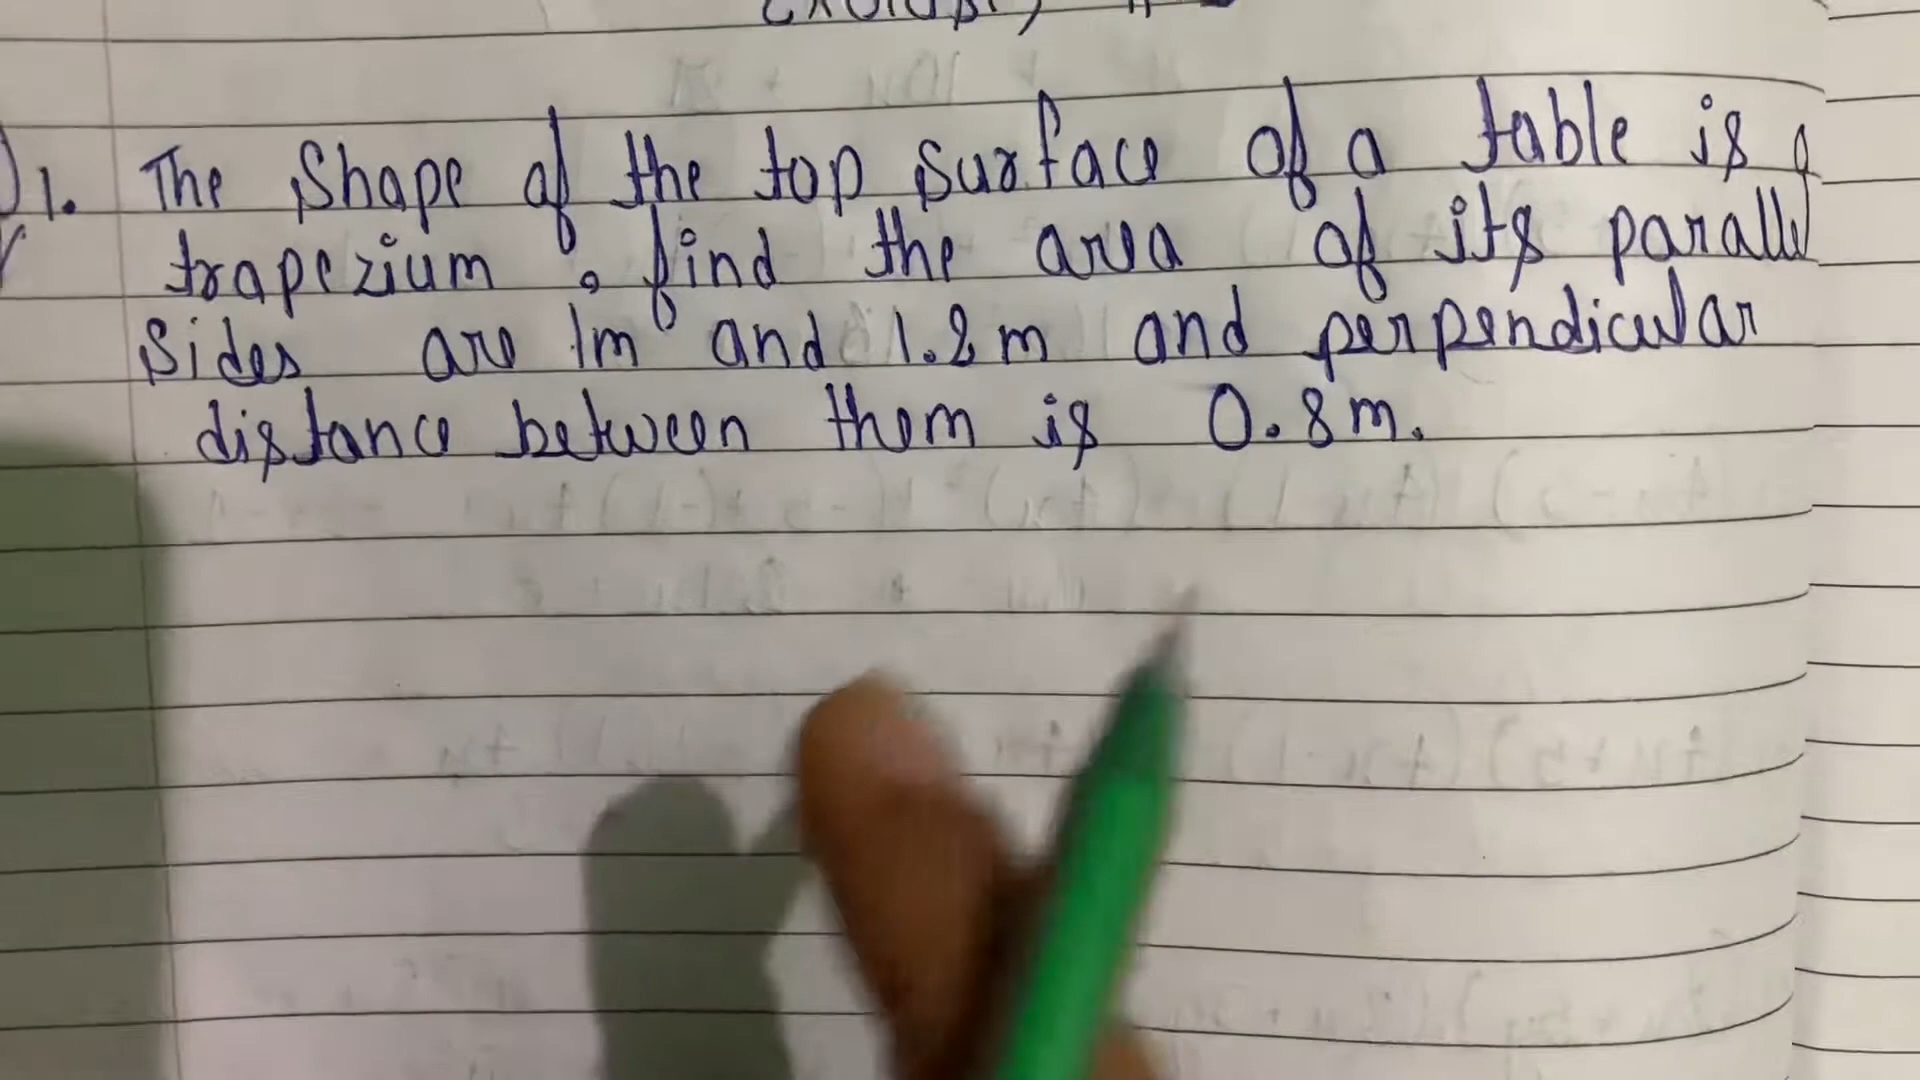 1. The Shape of the top surface of a table is a
trapezium. find the area of its parallel
Sides are 1m and 1.2m and perpendicular
distance between them is 0.8m.